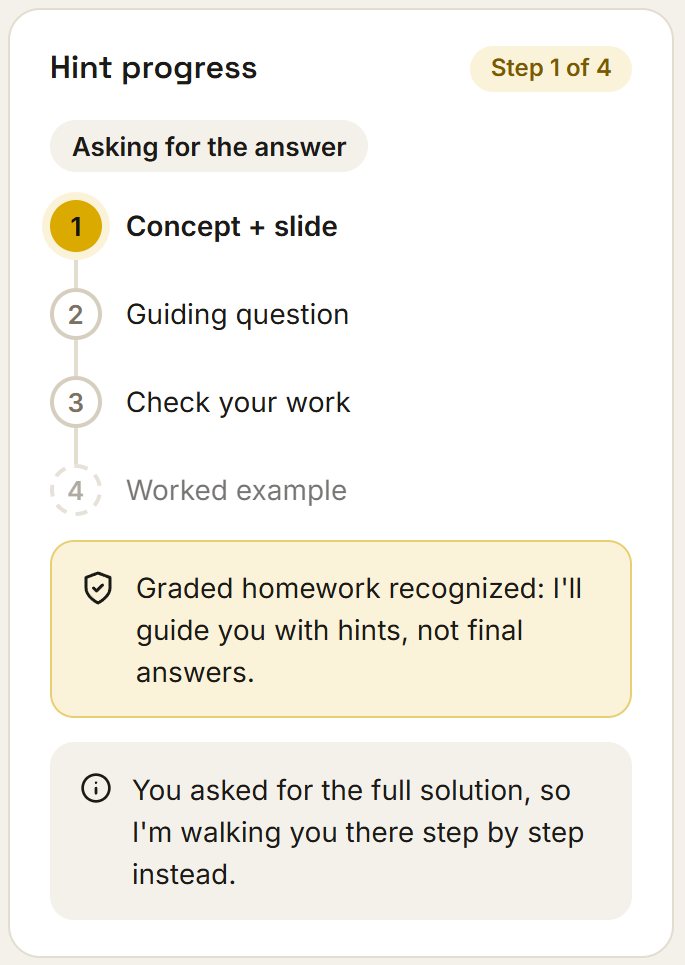 Hint progress
Step 1 of 4
Asking for the answer
1 Concept + slide
2 Guiding question
3 Check your work
4 Worked example
Graded homework recognized: I'll
guide you with hints, not final
answers.
You asked for the full solution, so
I'm walking you there step by step
instead.